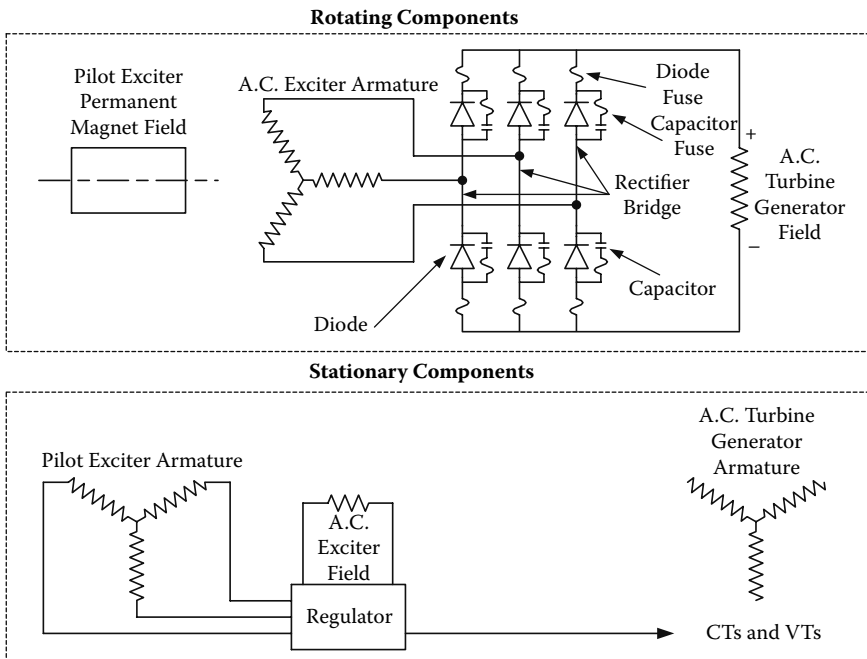 Rotating Components
Pilot Exciter
Permanent
Magnet Field
A.C. Exciter Armature
Diode
Fuse
Capacitor
Fuse
Rectifier
Bridge
+
A.C.
Turbine
Generator
Field
−
Capacitor
Diode
Stationary Components
Pilot Exciter Armature
A.C.
Exciter
Field
Regulator
A.C. Turbine
Generator
Armature
CTs and VTs